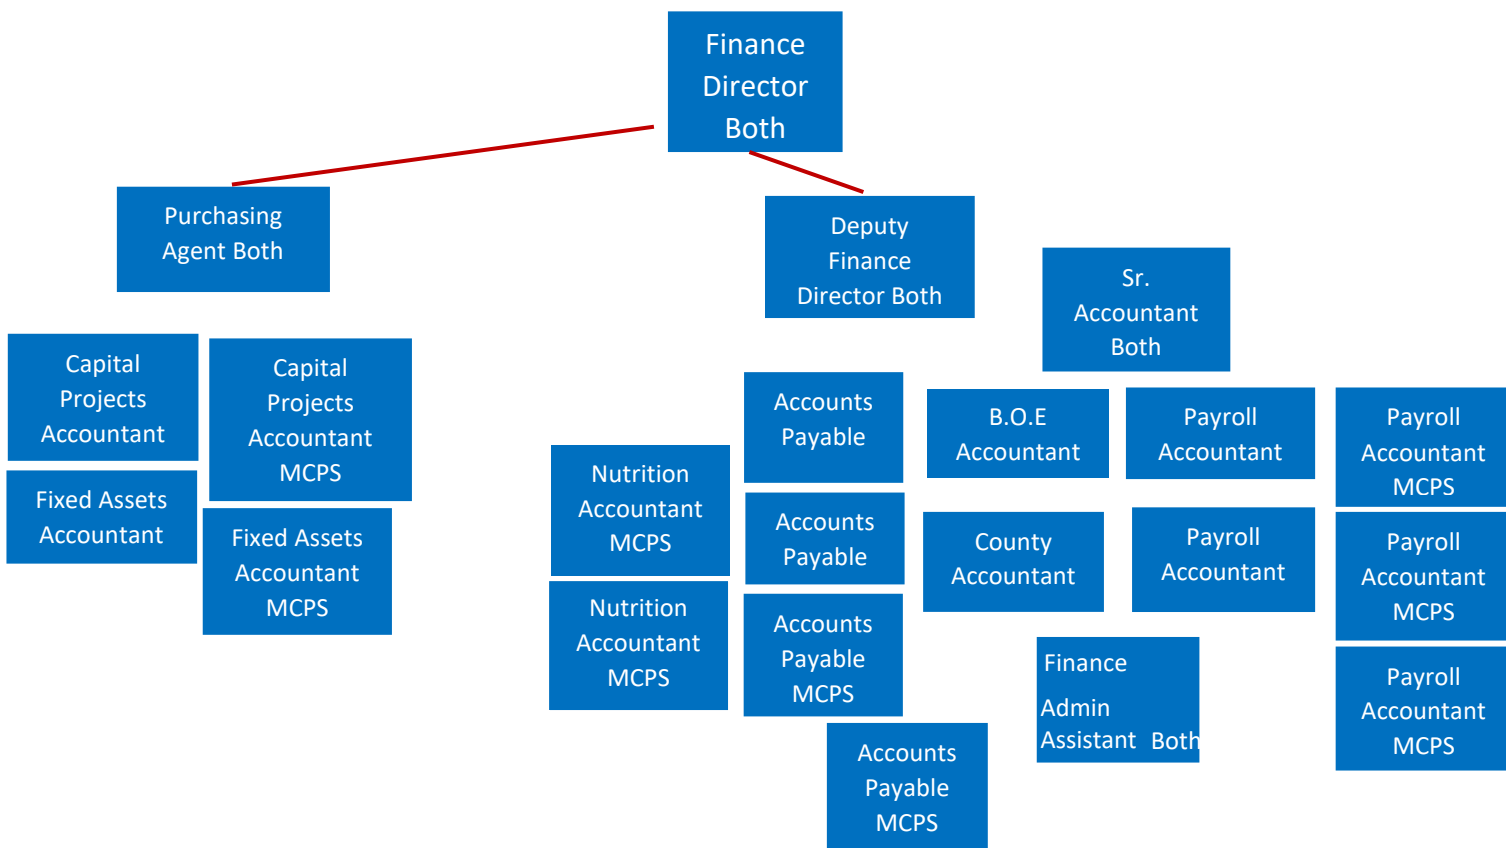 Finance
Director
Both
Purchasing
Agent Both
Deputy
Finance
Director Both
Sr.
Accountant
Both
Capital
Projects
Accountant
Capital
Projects
Accountant
MCPS
Fixed Assets
Accountant
Fixed Assets
Accountant
MCPS
Nutrition
Accountant
MCPS
Nutrition
Accountant
MCPS
Accounts
Payable
Accounts
Payable
Accounts
Payable
MCPS
Accounts
Payable
MCPS
B.O.E
Accountant
County
Accountant
Payroll
Accountant
Payroll
Accountant
Finance
Admin
Assistant Both
Payroll
Accountant
MCPS
Payroll
Accountant
MCPS
Payroll
Accountant
MCPS